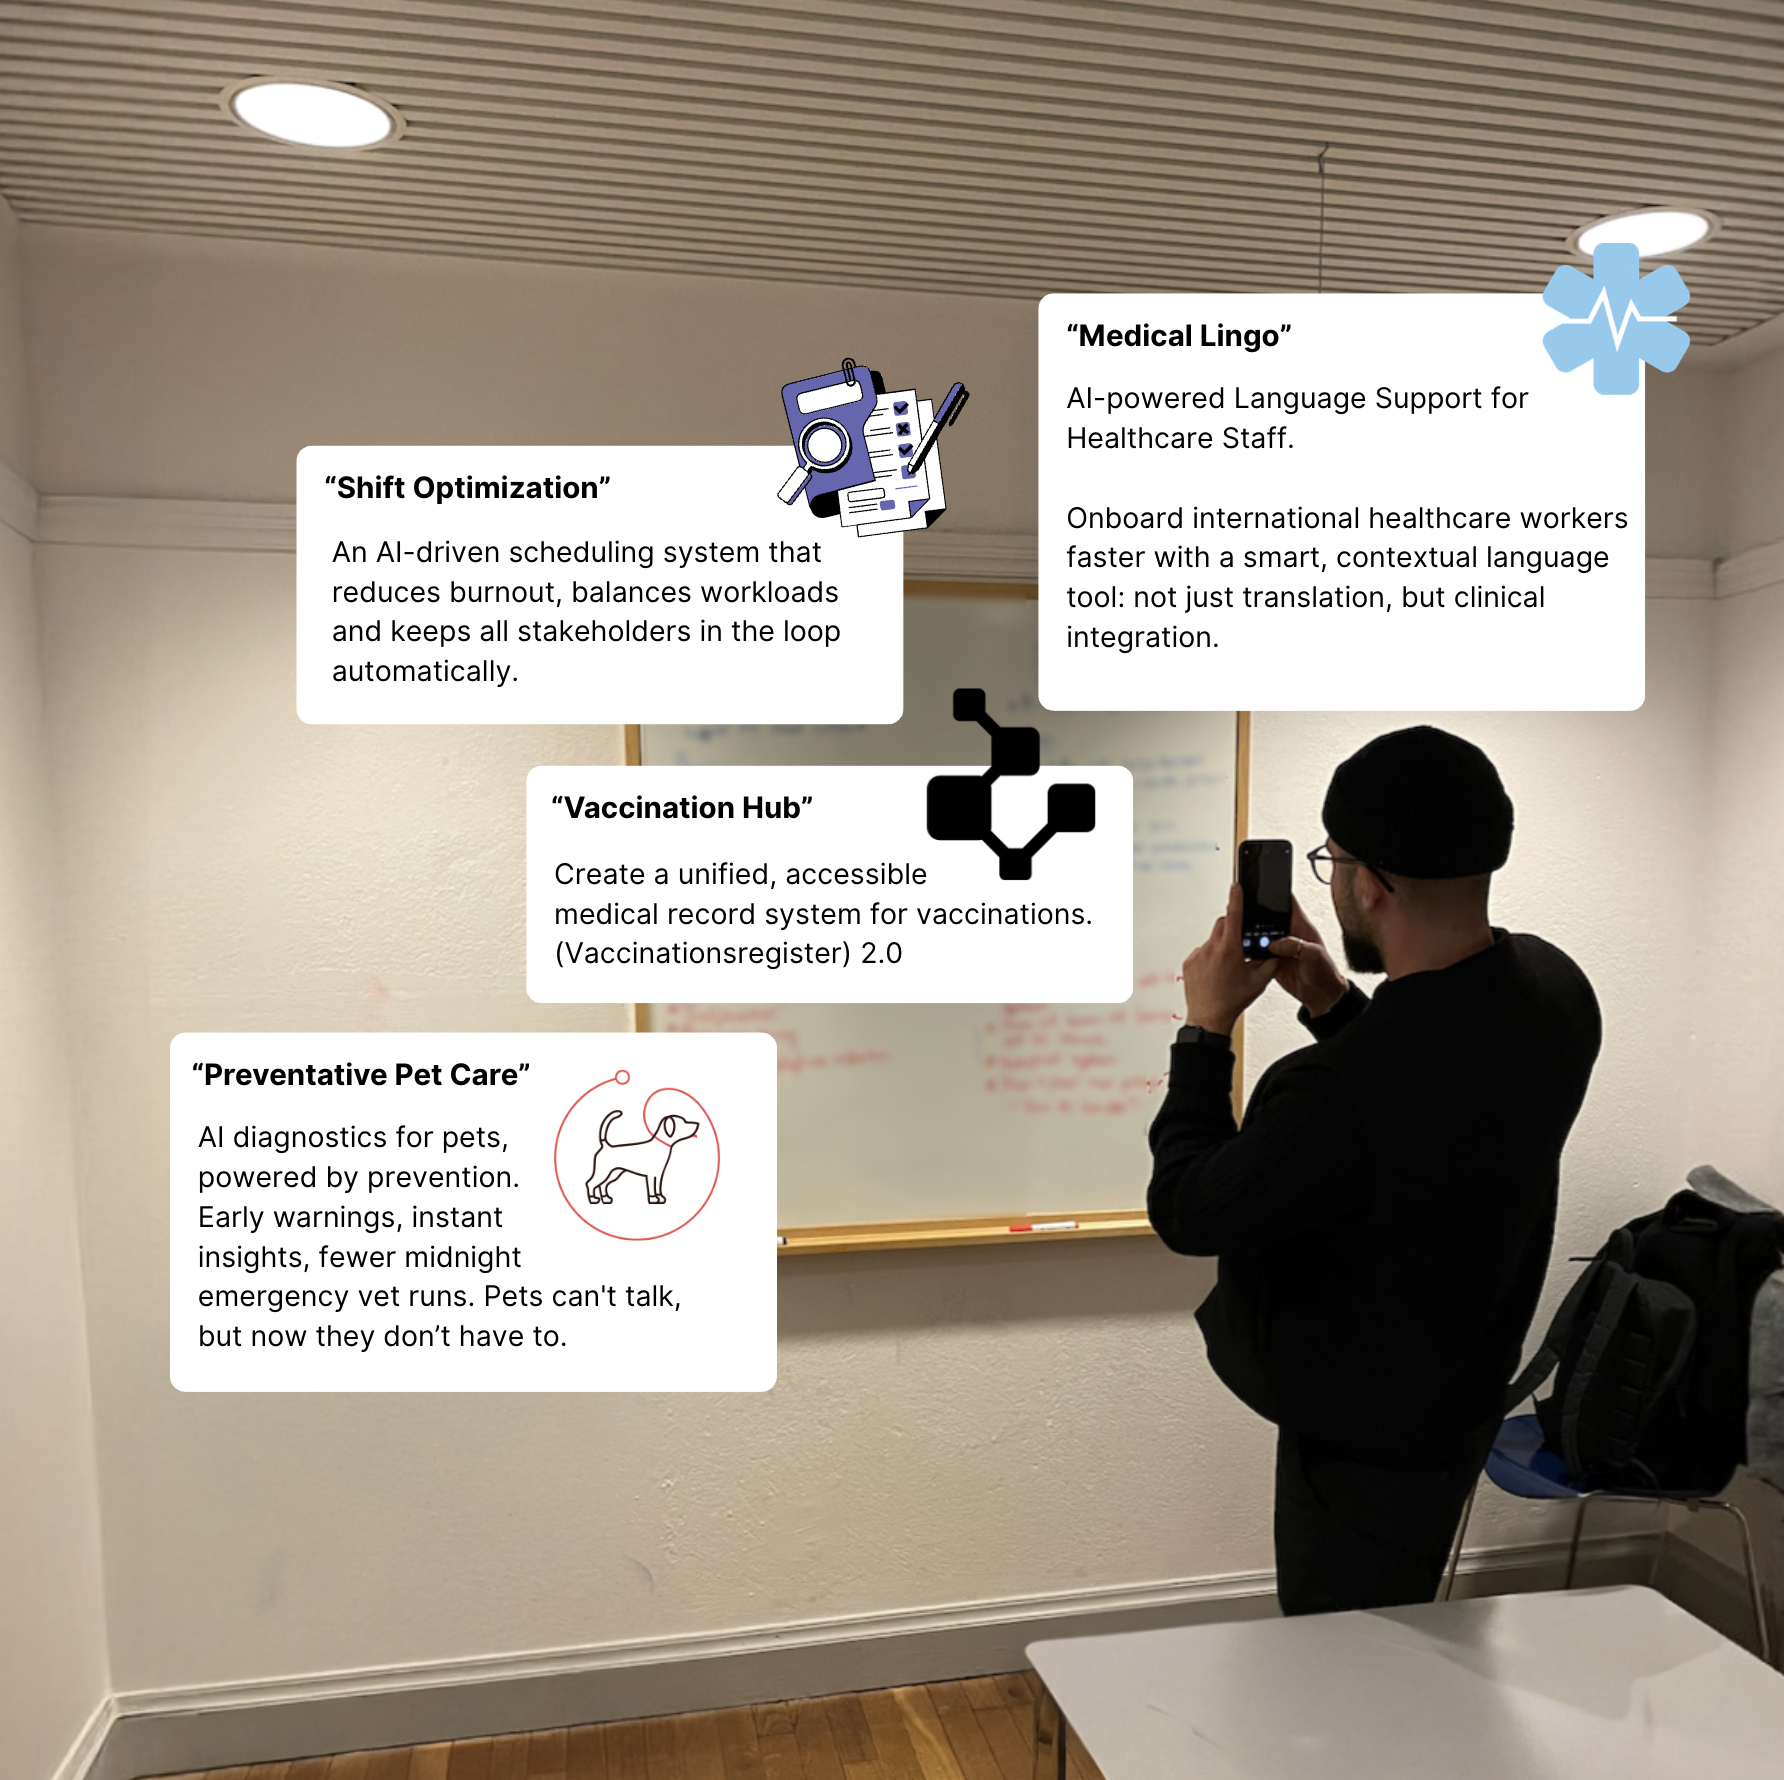 “Medical Lingo”
AI-powered Language Support for
Healthcare Staff.
Onboard international healthcare workers
faster with a smart, contextual language
tool: not just translation, but clinical
integration.
“Shift Optimization”
An AI-driven scheduling system that
reduces burnout, balances workloads
and keeps all stakeholders in the loop
automatically.
“Vaccination Hub”
Create a unified, accessible
medical record system for vaccinations.
(Vaccinationsregister) 2.0
“Preventative Pet Care”
AI diagnostics for pets,
powered by prevention.
Early warnings, instant
insights, fewer midnight
emergency vet runs. Pets can't talk,
but now they don’t have to.